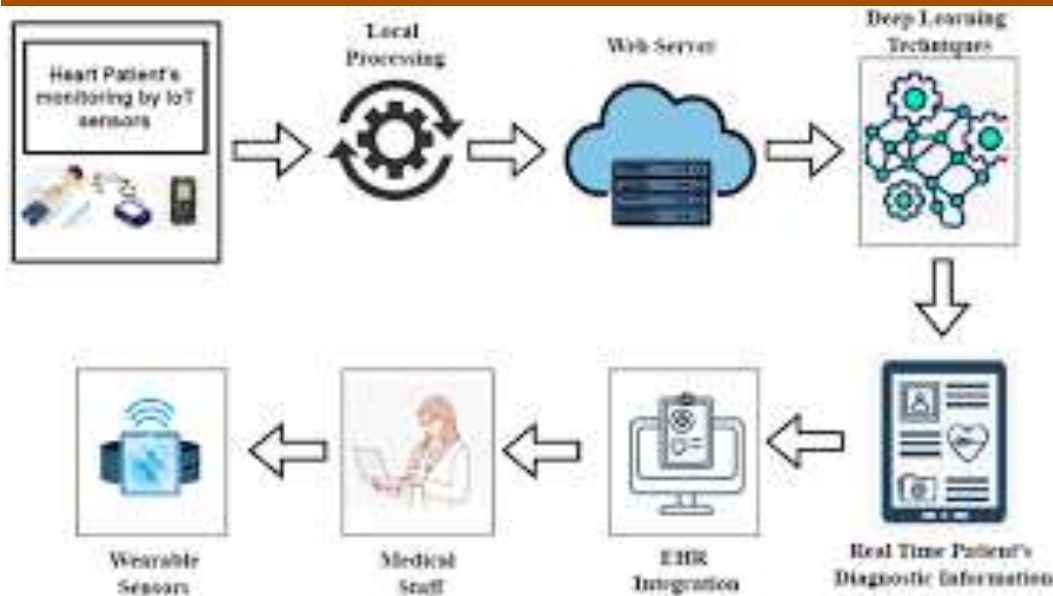 Heart Patient's
monitoring by IoT
sensors
Local
Processing
Web Server
Deep Learning
Techniques
Real Time Patient's
Diagnostic Information
EHR
Integration
Medical
Staff
Wearable
Sensors